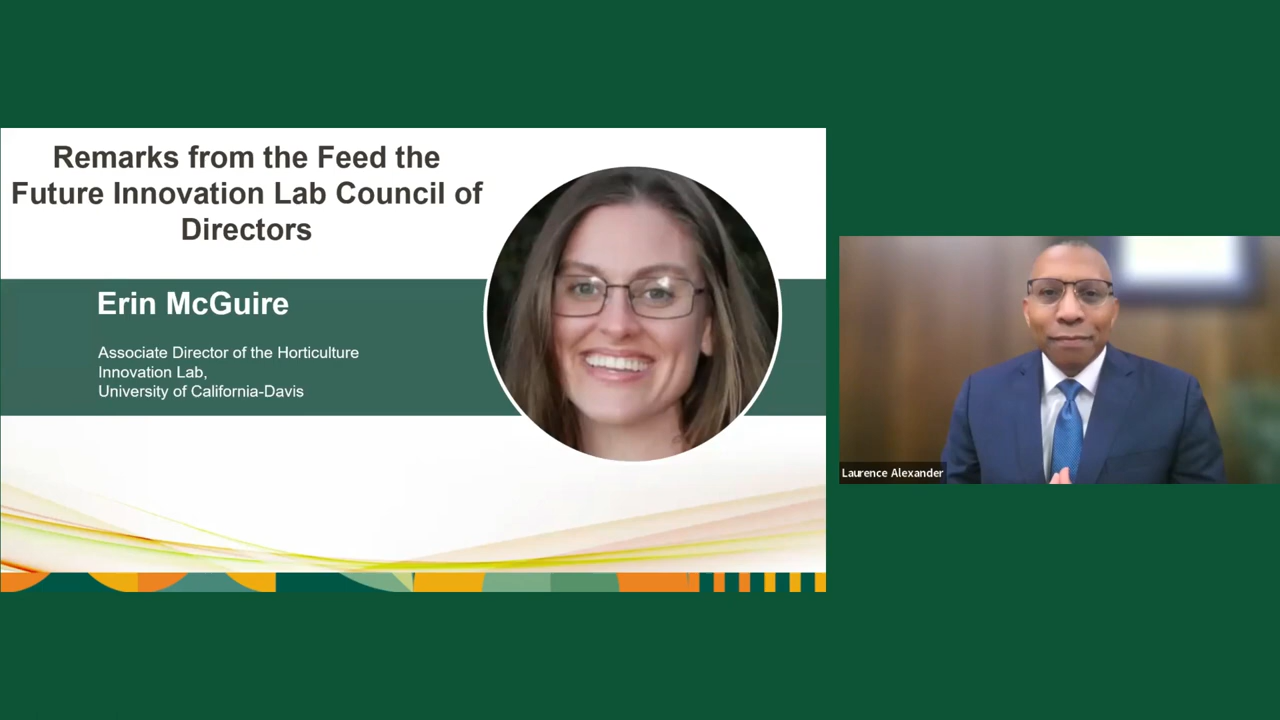 Remarks from the Feed the
Future Innovation Lab Council of
Directors
Erin McGuire
Associate Director of the Horticulture
Innovation Lab,
University of California-Davis
Laurence Alexander